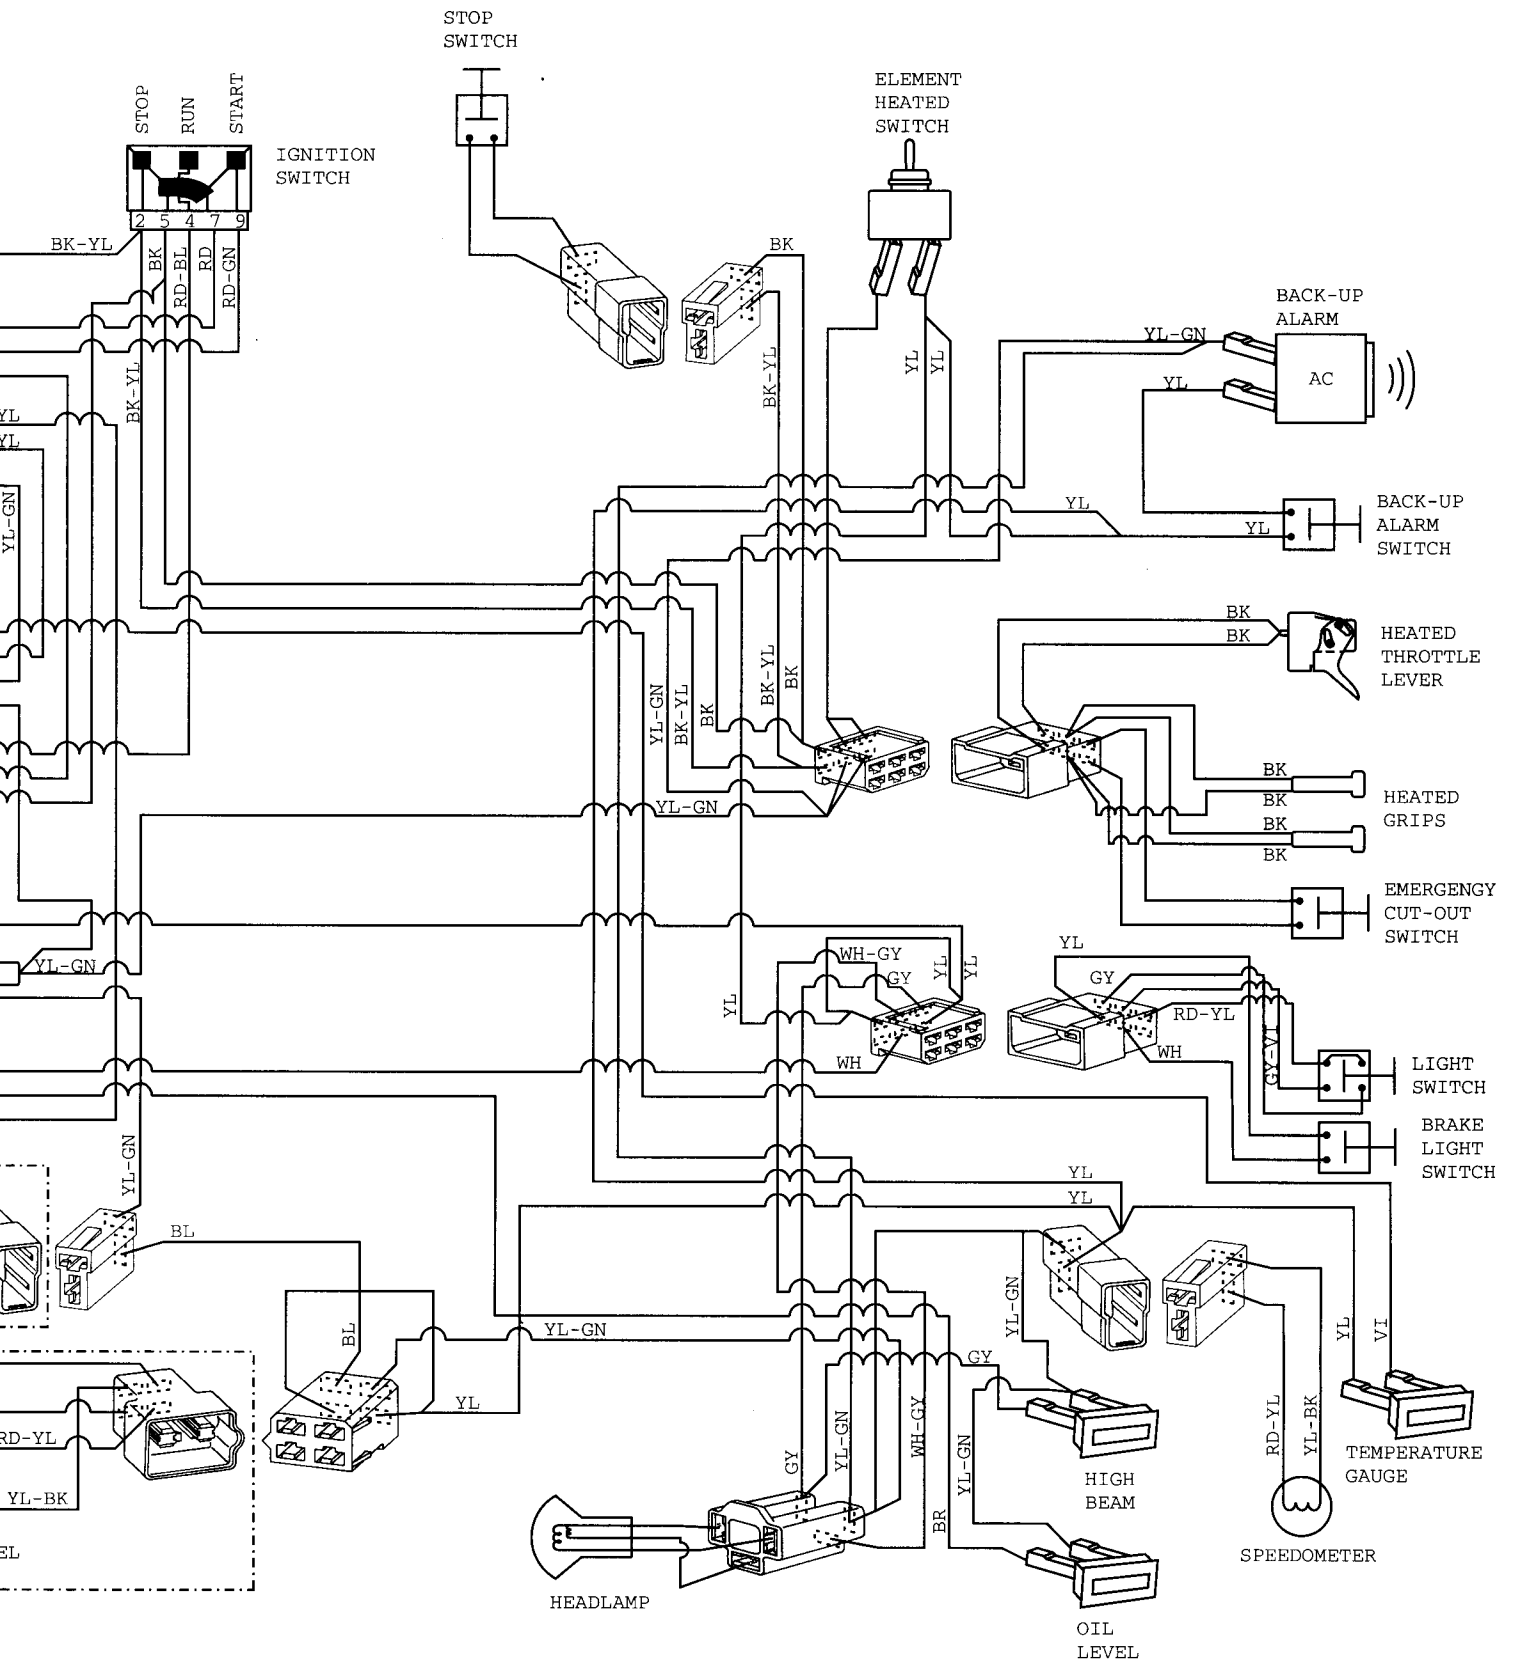 STOP
SWITCH
ELEMENT
HEATED
SWITCH
STOP
RUN
START
IGNITION
SWITCH
2 5 4 7 9
BK-YL
BK
RD-BL
RD
RD-GN
BK
BACK-UP
ALARM
YL-GN
AC
YL
BK-YL
BK-YL
YL
YL
YL
YL
YL-GN
YL
YL
BACK-UP
ALARM
SWITCH
BK
BK
HEATED
THROTTLE
LEVER
YL-GN
BK-YL
BK
BK-YL
BK
BK
BK
HEATED
GRIPS
BK
BK
YL-GN
EMERGENGY
CUT-OUT
SWITCH
YL-GN
WH-GY
GY
YL
YL
YL
YL
GY
RD-YL
WH
GY-VI
WH
LIGHT
SWITCH
BRAKE
LIGHT
SWITCH
YL-GN
YL
YL
BL
BL
YL-GN
YL
YL-GN
GY
YL
VI
RD-YL
YL-BK
GY
YL-GN
WH-GY
BR
YL-GN
RD-YL
YL-BK
TEMPERATURE
GAUGE
HIGH
BEAM
SPEEDOMETER
EL
HEADLAMP
OIL
LEVEL